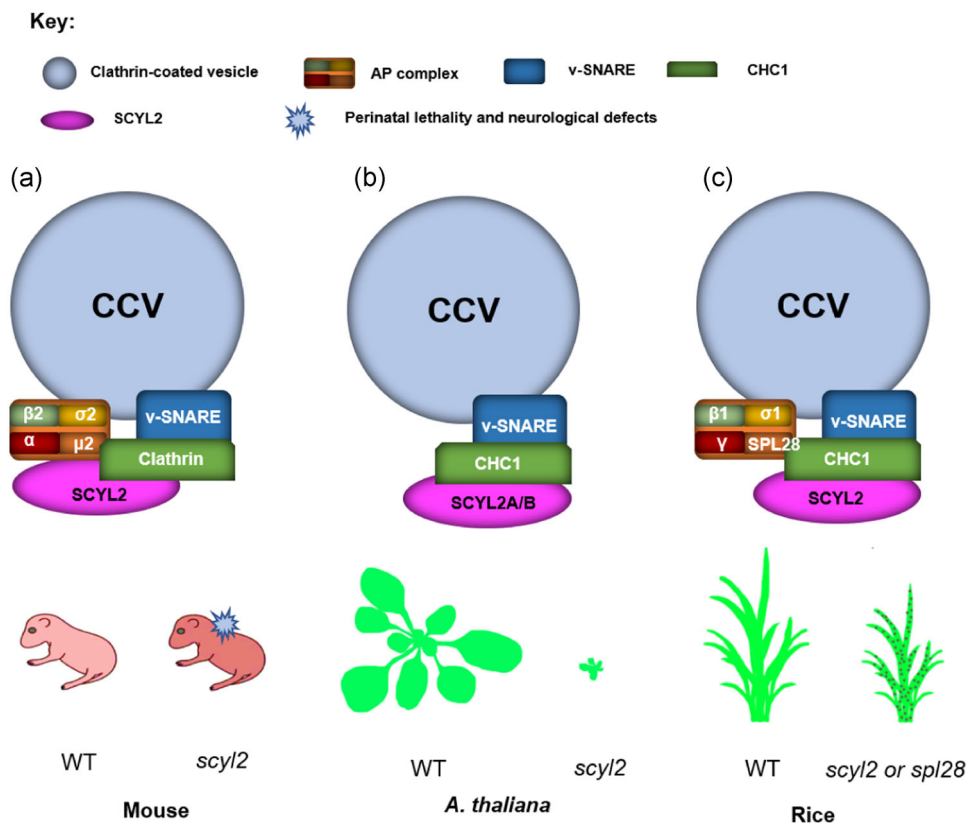 Key:
Clathrin-coated vesicle AP complex v-SNARE CHC1
SCYL2 Perinatal lethality and neurological defects
(a) (b) (c)
CCV CCV CCV
β2 σ2 v-SNARE v-SNARE β1 σ1 v-SNARE
α μ2 Clathrin CHC1 γ SPL28 CHC1
SCYL2 SCYL2A/B SCYL2
WT scyl2 WT scyl2 WT scyl2 or spl28
Mouse A. thaliana Rice